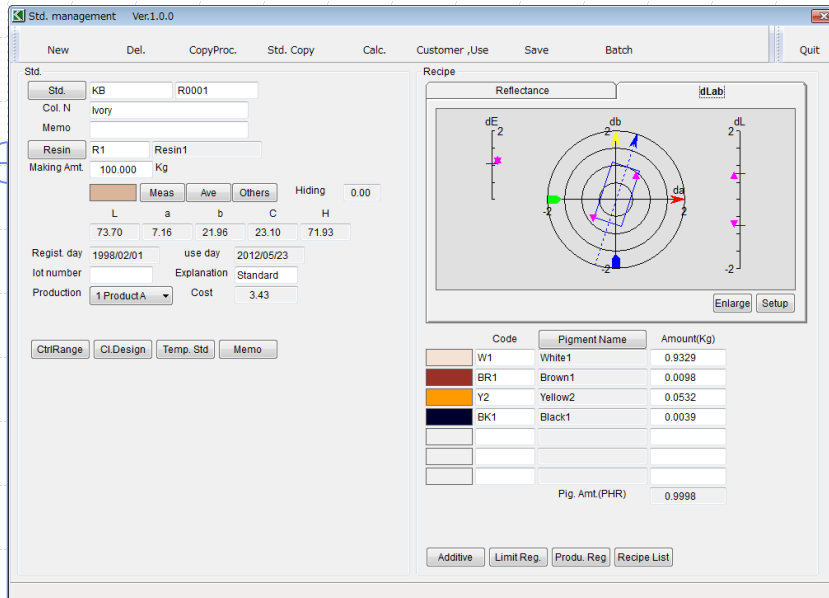 Std. management Ver.1.0.0
New Del. CopyProc. Std. Copy Calc. Customer ,Use Save Batch Quit
Std.
Std. KB R0001
Col. N Ivory
Memo
Resin R1 Resin1
Making Amt. 100.000 Kg
Meas Ave Others Hiding 0.00
L a b C H
73.70 7.16 21.96 23.10 71.93
Regist. day 1998/02/01 use day 2012/05/23
lot number Explanation Standard
Production 1 ProductA Cost 3.43
CtrlRange Cl.Design Temp. Std Memo
Recipe
Reflectance dLab
dE db dL
2 2 2
da
-2 2
-2 -2
Enlarge Setup
Code Pigment Name Amount(Kg)
W1 White1 0.9329
BR1 Brown1 0.0098
Y2 Yellow2 0.0532
BK1 Black1 0.0039
Pig. Amt.(PHR) 0.9998
Additive Limit Reg. Produ. Reg Recipe List